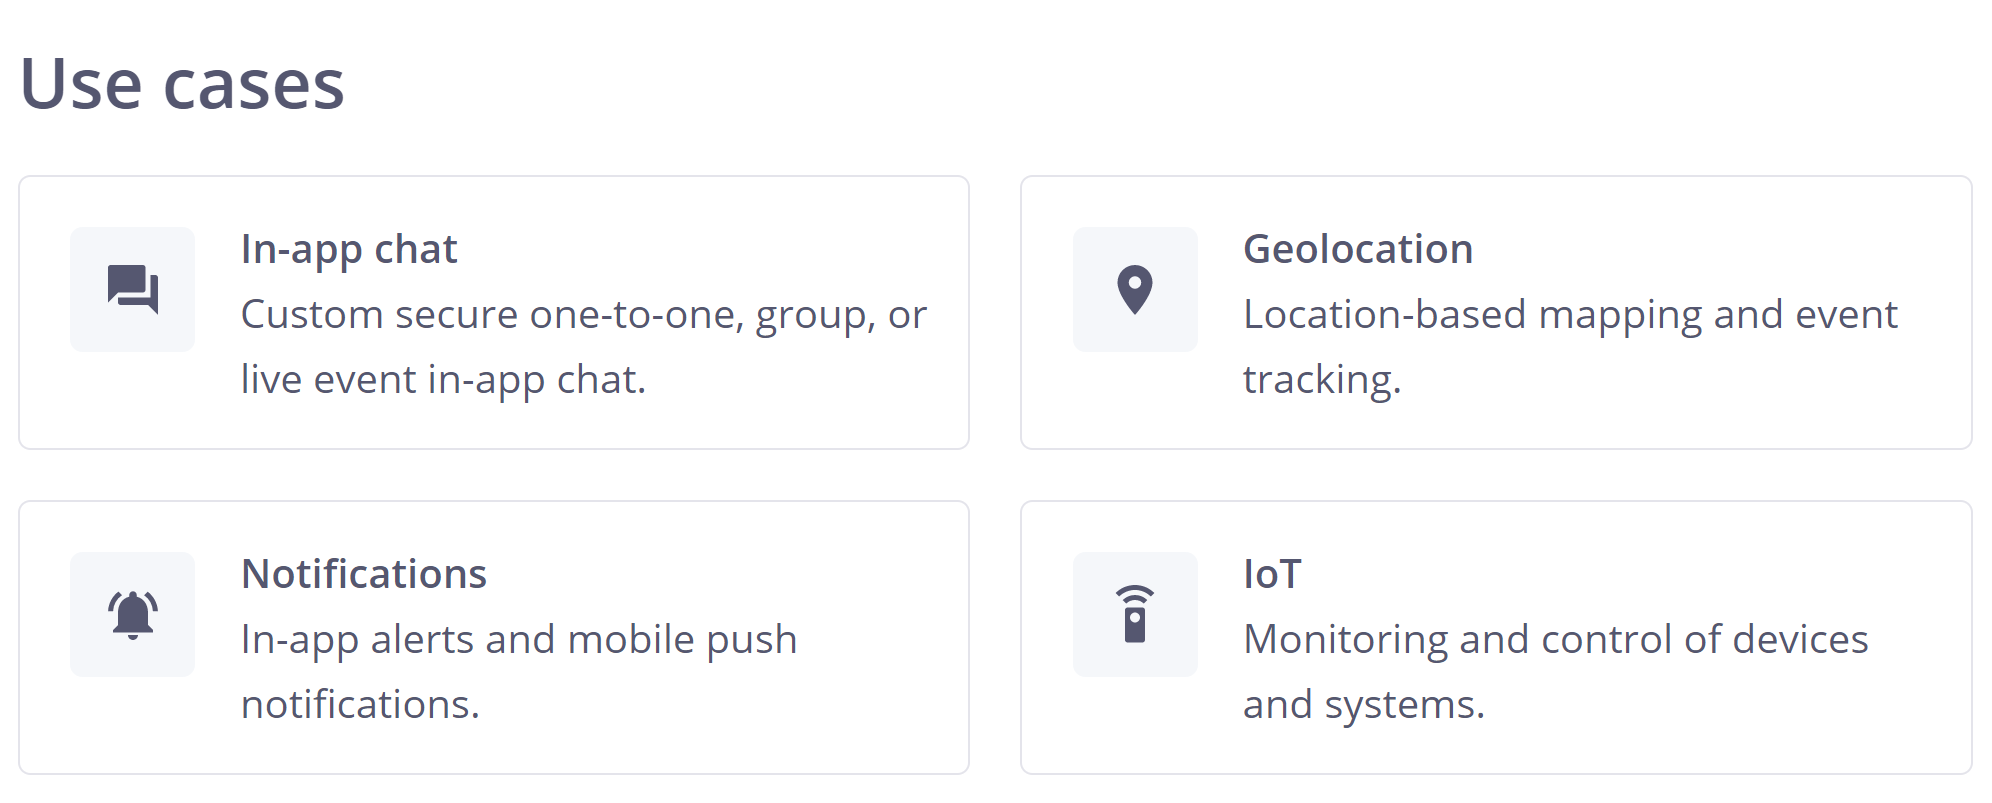 Use cases
In-app chat
Custom secure one-to-one, group, or
live event in-app chat.
Geolocation
Location-based mapping and event
tracking.
Notifications
In-app alerts and mobile push
notifications.
IoT
Monitoring and control of devices
and systems.